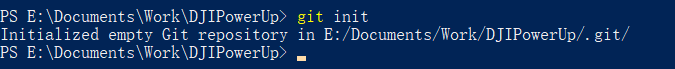 PS E:\Documents\Work\DJIPowerUp> git init
Initialized empty Git repository in E:/Documents/Work/DJIPowerUp/.git/
PS E:\Documents\Work\DJIPowerUp>